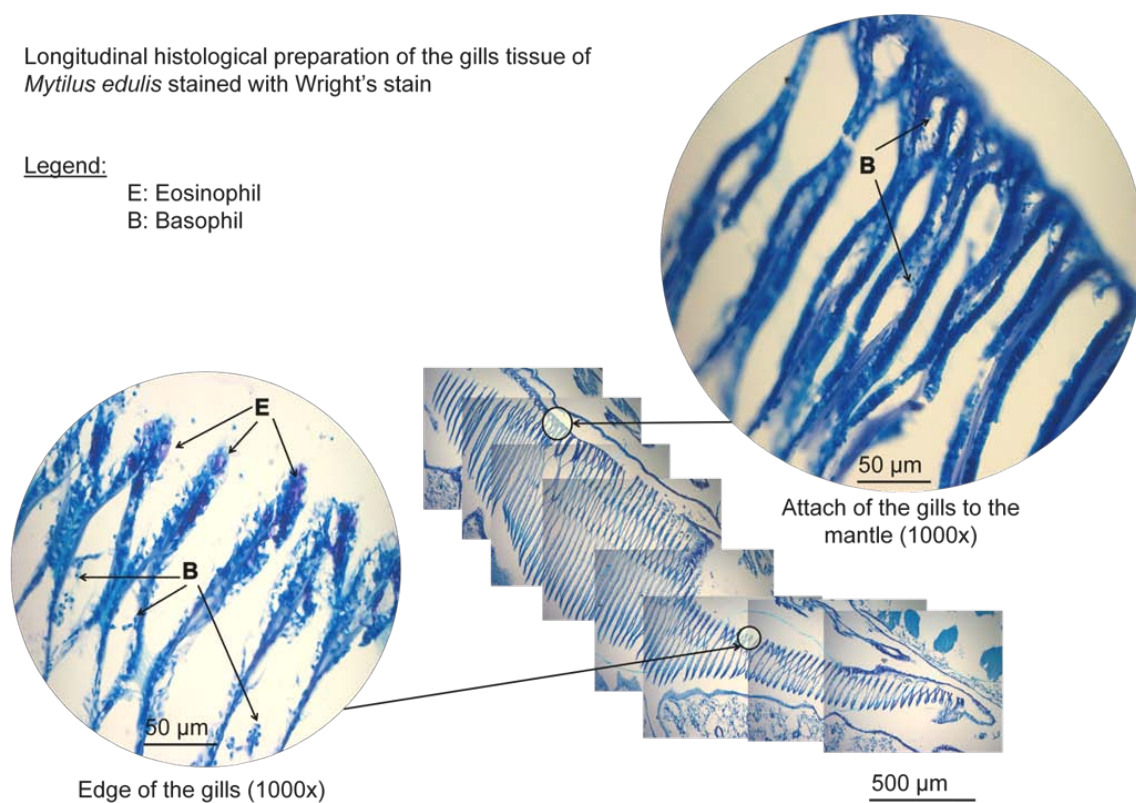 Longitudinal histological preparation of the gills tissue of
Mytilus edulis stained with Wright's stain
Legend:
E: Eosinophil
B: Basophil
B
50 µm
Attach of the gills to the
mantle (1000x)
E
B
50 µm
Edge of the gills (1000x)
500 µm